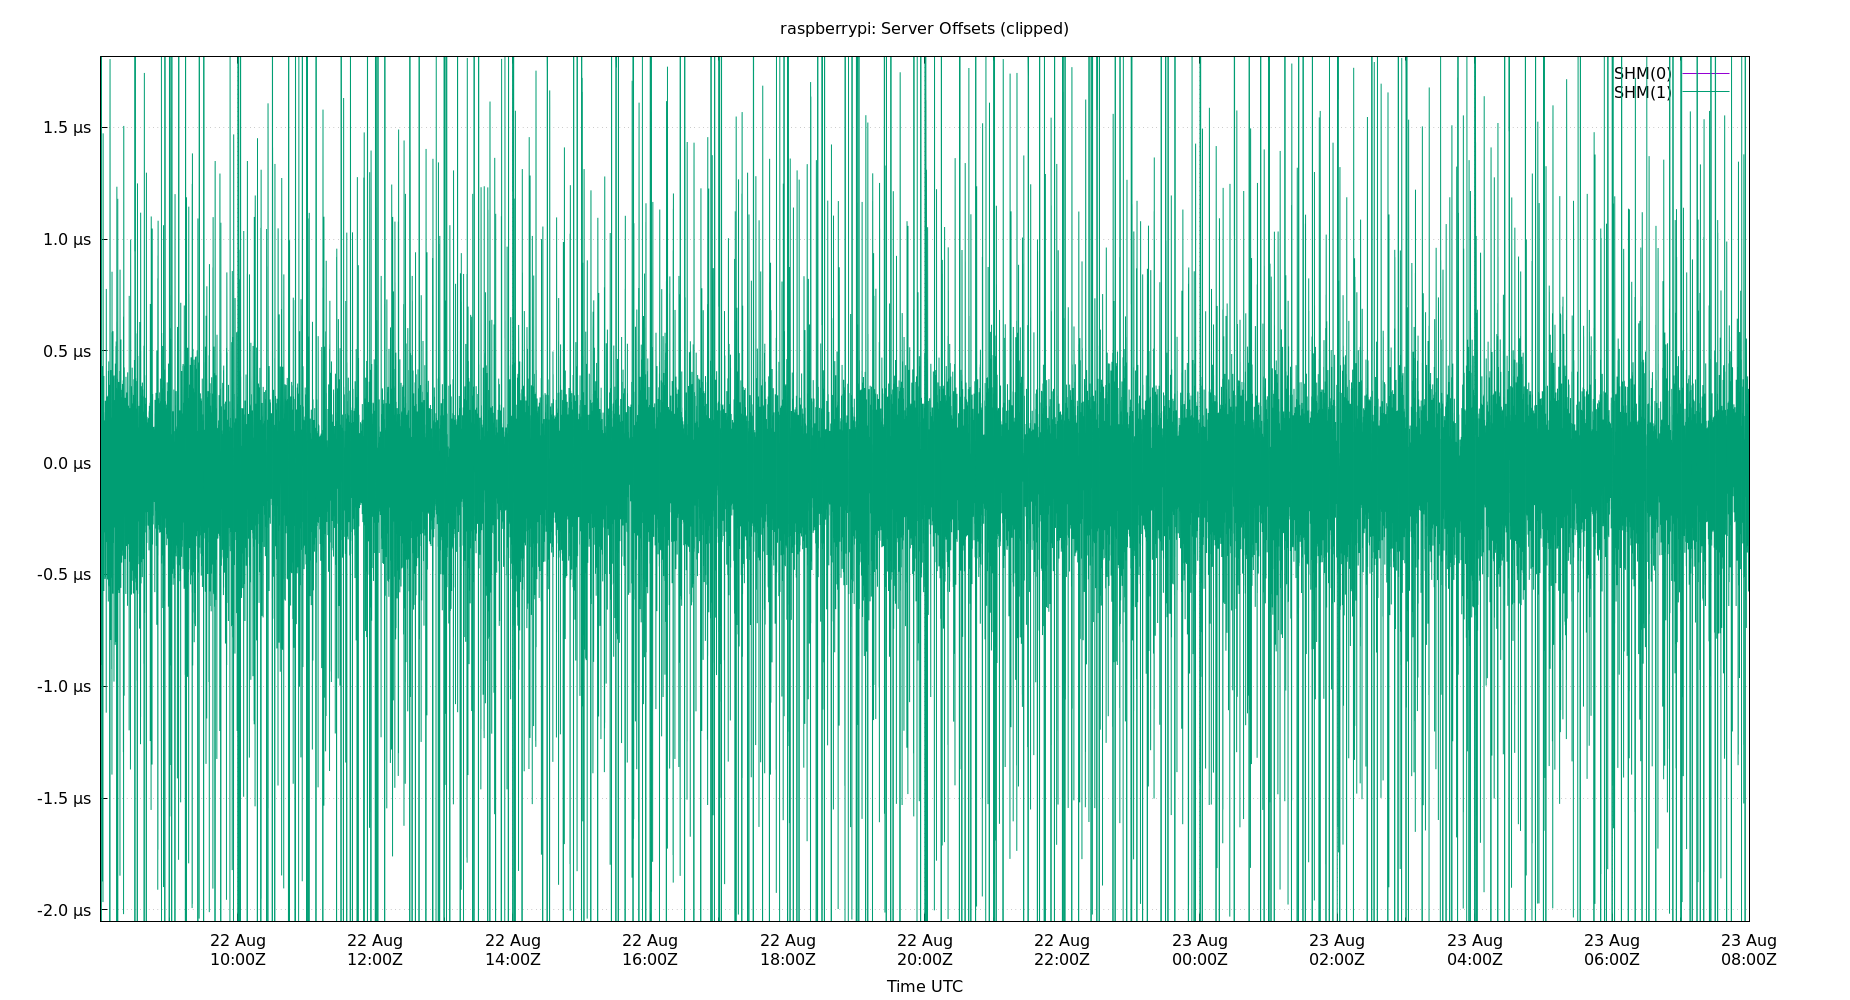 raspberrypi: Server Offsets (clipped)
SHM(0)
SHM(1)
1.5 µs
1.0 µs
0.5 µs
0.0 µs
-0.5 µs
-1.0 µs
-1.5 µs
-2.0 µs
22 Aug 22 Aug 22 Aug 22 Aug 22 Aug 22 Aug 22 Aug 23 Aug 23 Aug 23 Aug 23 Aug 23 Aug
10:00Z 12:00Z 14:00Z 16:00Z 18:00Z 20:00Z 22:00Z 00:00Z 02:00Z 04:00Z 06:00Z 08:00Z
Time UTC